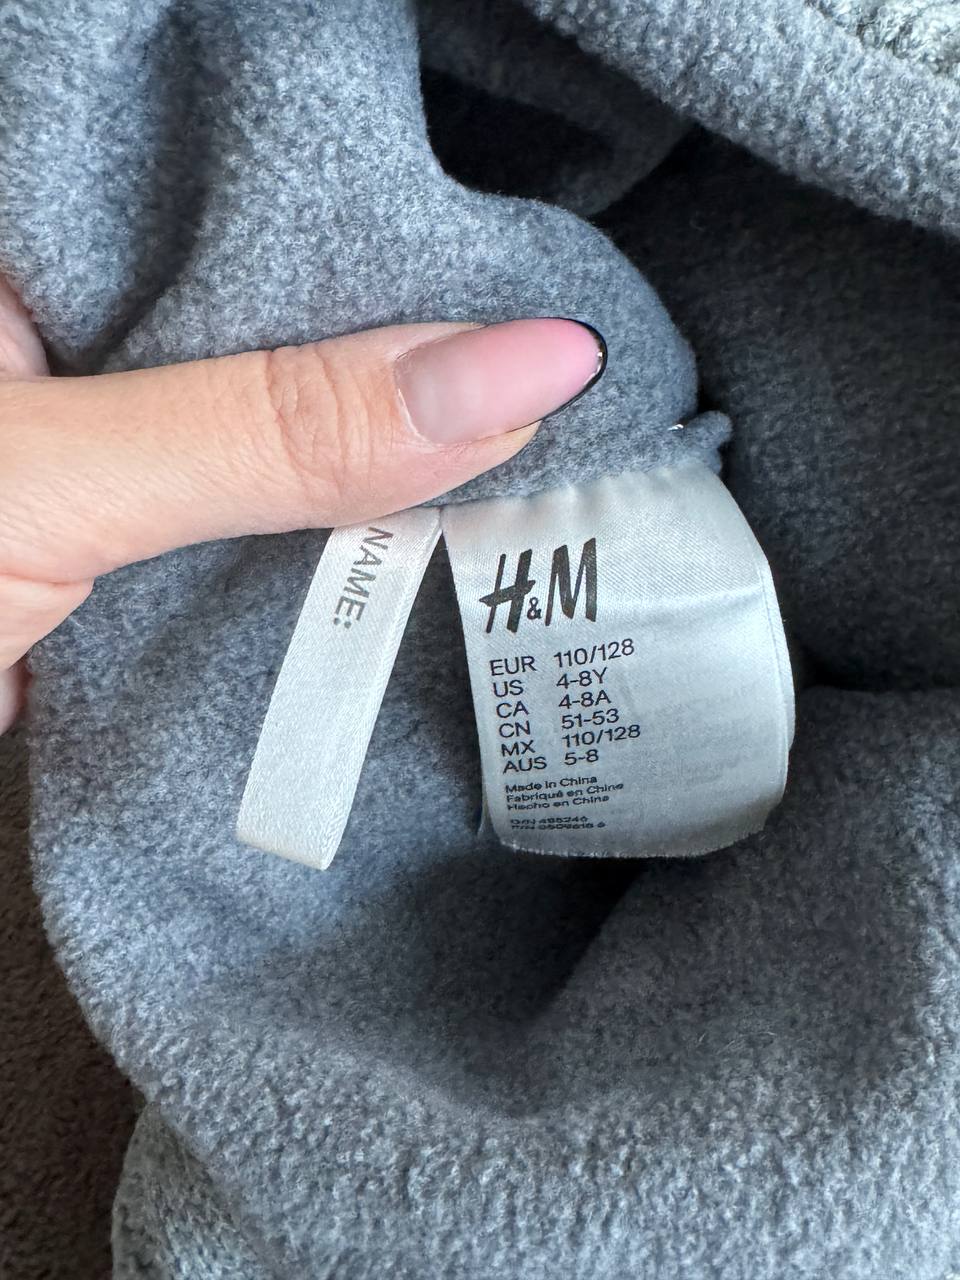 NAME:
H&M
EUR 110/128
US 4-8Y
CA 4-8A
CN 51-53
MX 110/128
AUS 5-8
Made in China
Fabriqué en Chine
Hecho en China